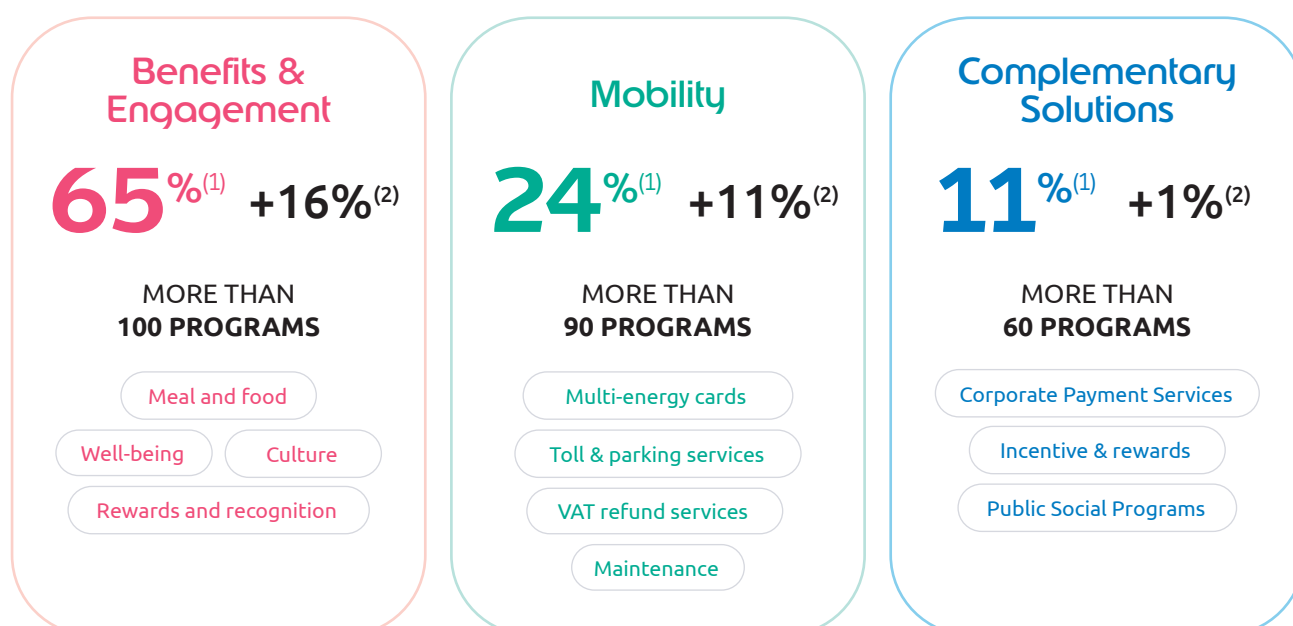 Benefits &
Engagement
65%(1) +16%(2)
MORE THAN
100 PROGRAMS
Meal and food
Well-being
Culture
Rewards and recognition
Mobility
24%(1) +11%(2)
MORE THAN
90 PROGRAMS
Multi-energy cards
Toll & parking services
VAT refund services
Maintenance
Complementary
Solutions
11%(1) +1%(2)
MORE THAN
60 PROGRAMS
Corporate Payment Services
Incentive & rewards
Public Social Programs